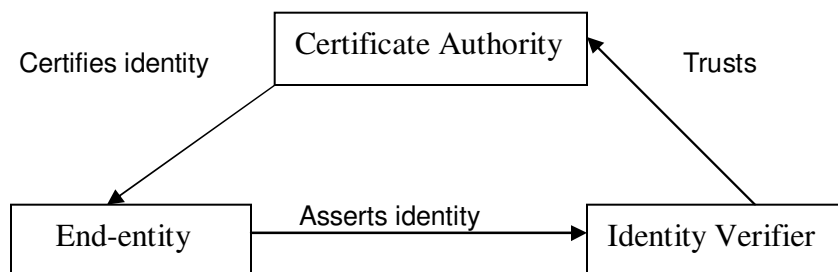 Certificate Authority
Certifies identity
Trusts
Asserts identity
End-entity
Identity Verifier